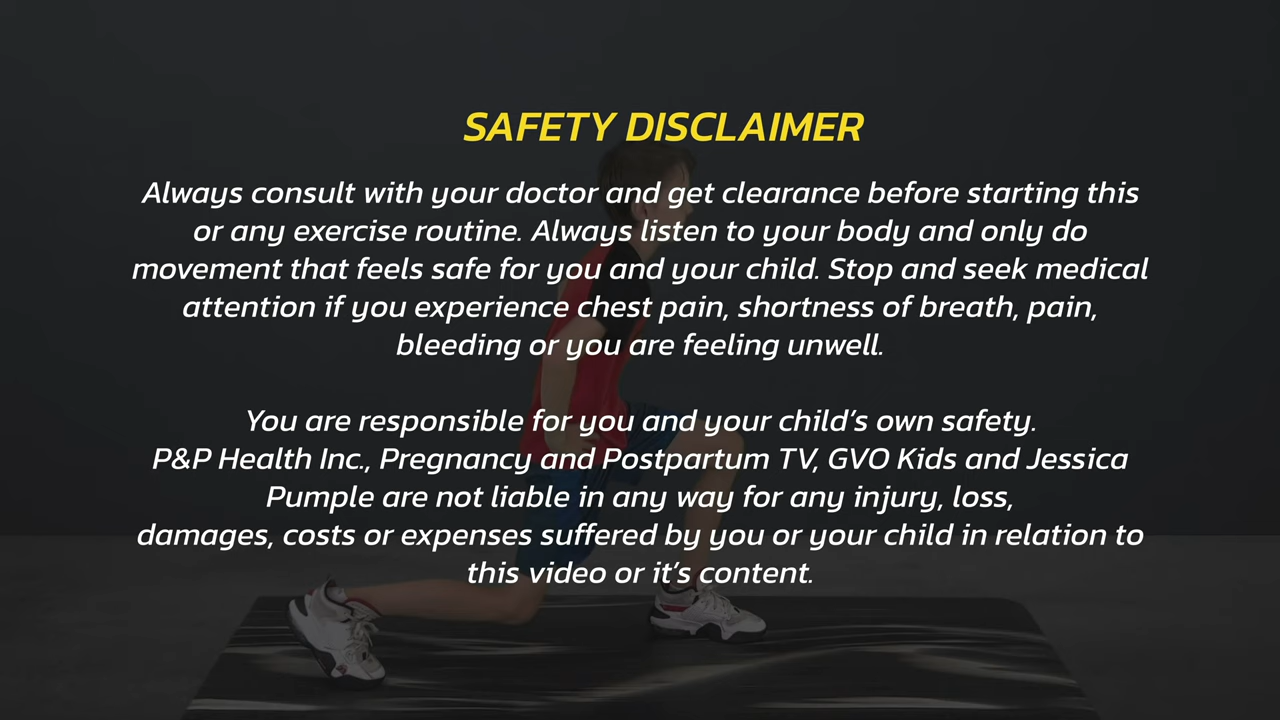 SAFETY DISCLAIMER
Always consult with your doctor and get clearance before starting this
or any exercise routine. Always listen to your body and only do
movement that feels safe for you and your child. Stop and seek medical
attention if you experience chest pain, shortness of breath, pain,
bleeding or you are feeling unwell.
You are responsible for you and your child's own safety.
P&P Health Inc., Pregnancy and Postpartum TV, GVO Kids and Jessica
Pumple are not liable in any way for any injury, loss,
damages, costs or expenses suffered by you or your child in relation to
this video or it's content.